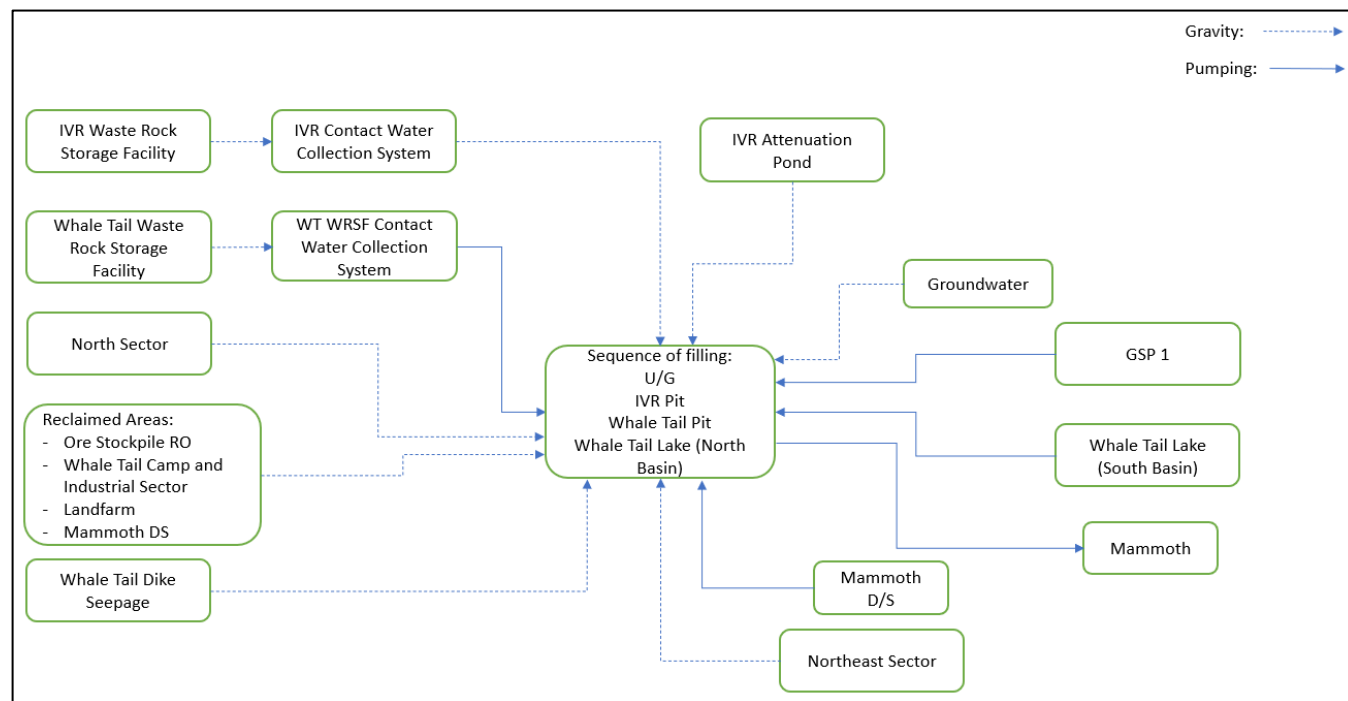 Gravity:
Pumping:
IVR Waste Rock
Storage Facility
IVR Contact Water
Collection System
IVR Attenuation
Pond
Whale Tail Waste
Rock Storage
Facility
WT WRSF Contact
Water Collection
System
Groundwater
North Sector
Sequence of filling:
U/G
IVR Pit
Whale Tail Pit
Whale Tail Lake (North
Basin)
GSP 1
Reclaimed Areas:
- Ore Stockpile RO
- Whale Tail Camp and
Industrial Sector
- Landfarm
- Mammoth DS
Whale Tail Lake
(South Basin)
Mammoth
Whale Tail Dike
Seepage
Mammoth
D/S
Northeast Sector